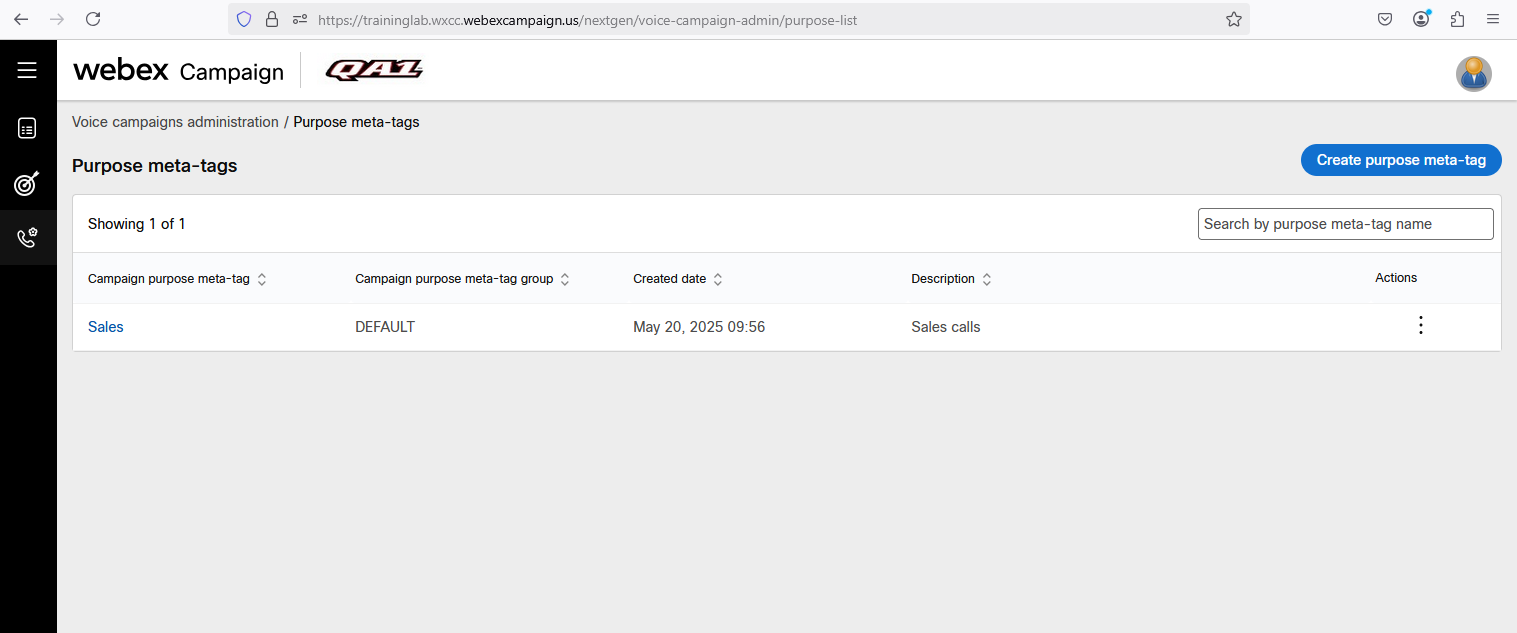 https://traininglab.wxcc.webexcampaign.us/nextgen/voice-campaign-admin/purpose-list
webex Campaign QA1
Voice campaigns administration / Purpose meta-tags
Purpose meta-tags
Create purpose meta-tag
Showing 1 of 1
Search by purpose meta-tag name
Campaign purpose meta-tag Campaign purpose meta-tag group Created date Description Actions
Sales DEFAULT May 20, 2025 09:56 Sales calls